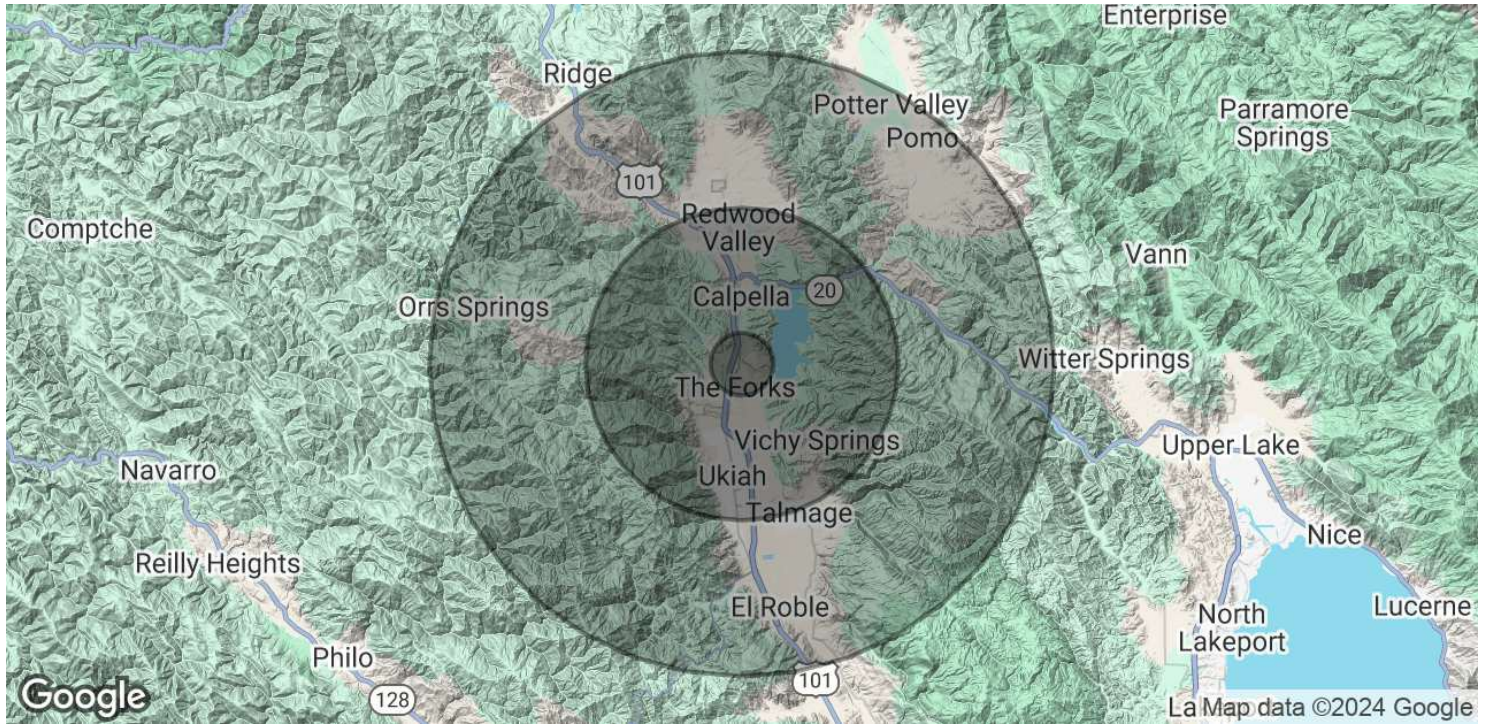 Enterprise
Ridge
Potter Valley
Pomo
Parramore
Springs
101
Redwood
Valley
Comptche
Vann
20
Calpella
Orrs Springs
Witter Springs
The Forks
Vichy Springs
Upper Lake
Ukiah
Navarro
Talmage
Nice
Reilly Heights
El Roble
Lucerne
North
Lakeport
Philo
101
128
Google
La Map data ©2024 Google